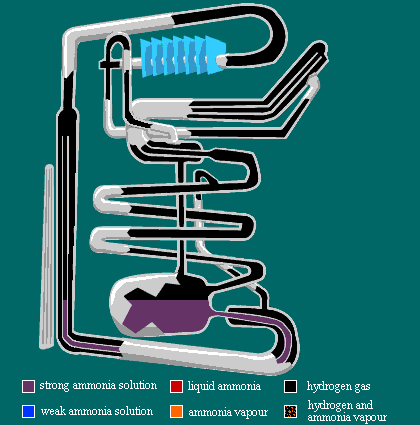 strong ammonia solution
liquid ammonia
hydrogen gas
weak ammonia solution
ammonia vapour
hydrogen and
ammonia vapour